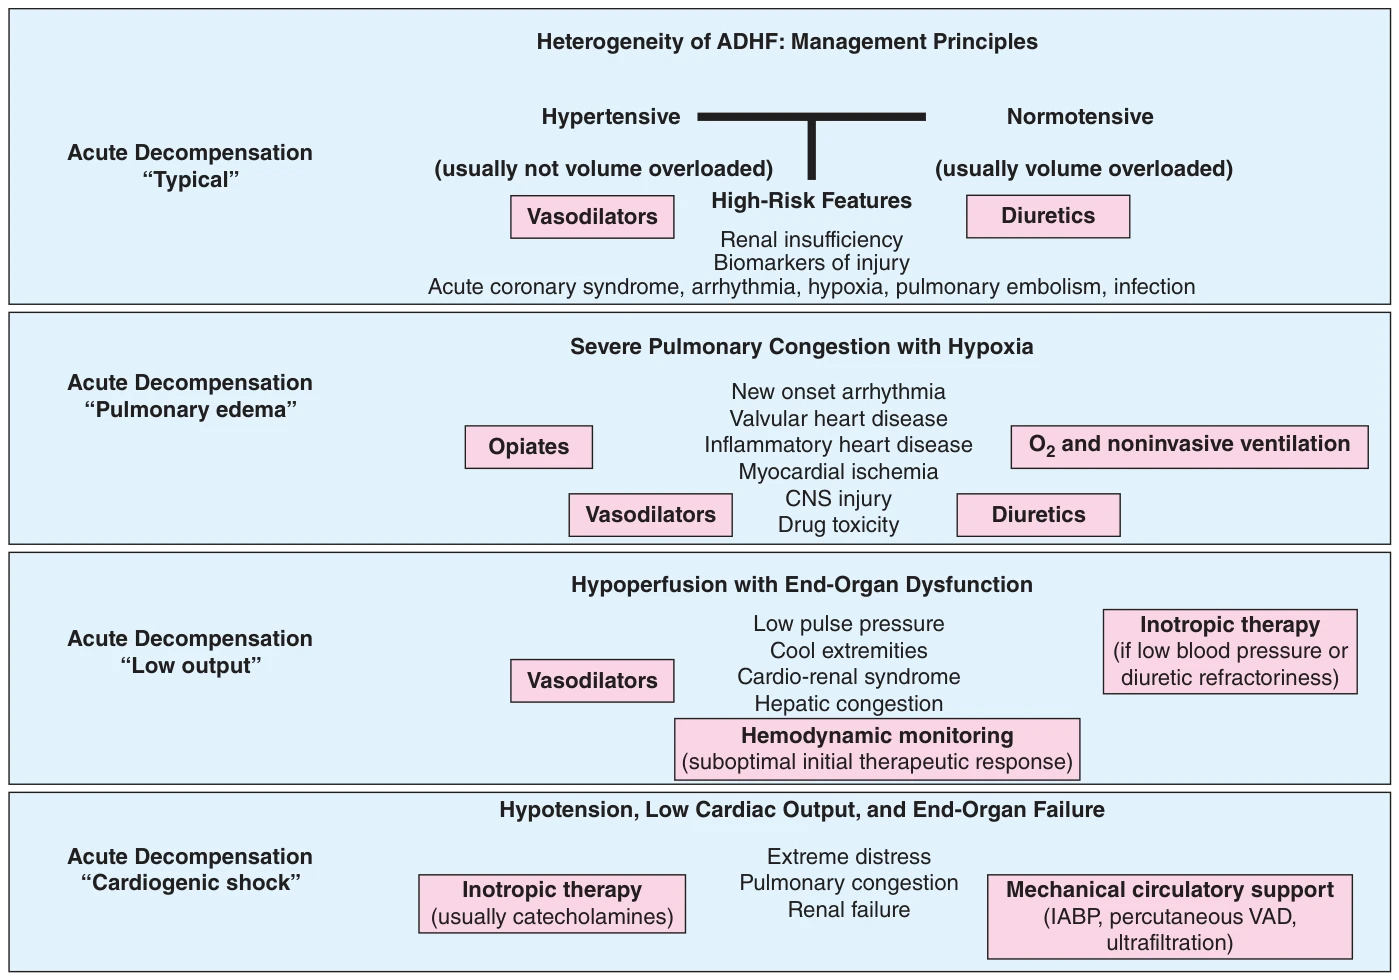 Heterogeneity of ADHF: Management Principles
Acute Decompensation
“Typical”
Hypertensive
Normotensive
(usually not volume overloaded)
(usually volume overloaded)
Vasodilators
High-Risk Features
Diuretics
Renal insufficiency
Biomarkers of injury
Acute coronary syndrome, arrhythmia, hypoxia, pulmonary embolism, infection
Severe Pulmonary Congestion with Hypoxia
Acute Decompensation
“Pulmonary edema”
New onset arrhythmia
Valvular heart disease
Inflammatory heart disease
Myocardial ischemia
CNS injury
Drug toxicity
Opiates
O₂ and noninvasive ventilation
Vasodilators
Diuretics
Hypoperfusion with End-Organ Dysfunction
Acute Decompensation
“Low output”
Low pulse pressure
Cool extremities
Cardio-renal syndrome
Hepatic congestion
Vasodilators
Inotropic therapy
(if low blood pressure or
diuretic refractoriness)
Hemodynamic monitoring
(suboptimal initial therapeutic response)
Hypotension, Low Cardiac Output, and End-Organ Failure
Acute Decompensation
“Cardiogenic shock”
Extreme distress
Pulmonary congestion
Renal failure
Inotropic therapy
(usually catecholamines)
Mechanical circulatory support
(IABP, percutaneous VAD,
ultrafiltration)